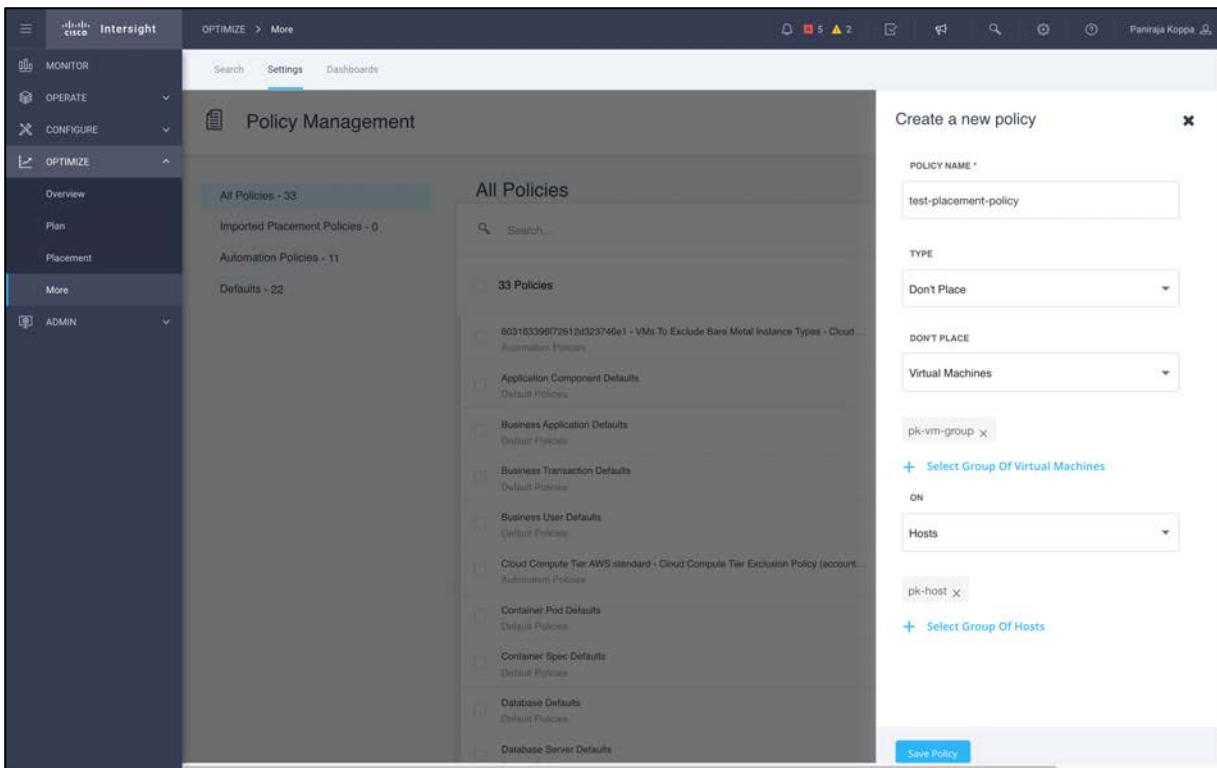 CISCO Intersight
OPTIMIZE > More
5 2
Paniraja Koppa
MONITOR
OPERATE
CONFIGURE
OPTIMIZE
Overview
Plan
Placement
More
ADMIN
Search Settings Dashboards
Policy Management
All Policies - 33
Imported Placement Policies - 0
Automation Policies - 11
Defaults - 22
All Policies
Search...
33 Policies
VMs To Exclude Bare Metal Instance Types - Cloud ...
Automation Policies
Application Component Defaults
Default Policies
Business Application Defaults
Default Policies
Business Transaction Defaults
Default Policies
Business User Defaults
Default Policies
Cloud Compute Tier AWS:standard - Cloud Compute Tier Exclusion Policy (account...
Automation Policies
Container Pod Defaults
Default Policies
Container Spec Defaults
Default Policies
Database Defaults
Default Policies
Database Server Defaults
Create a new policy
POLICY NAME *
test-placement-policy
TYPE
Don't Place
DON'T PLACE
Virtual Machines
pk-vm-group x
+ Select Group Of Virtual Machines
ON
Hosts
pk-host x
+ Select Group Of Hosts
Save Policy